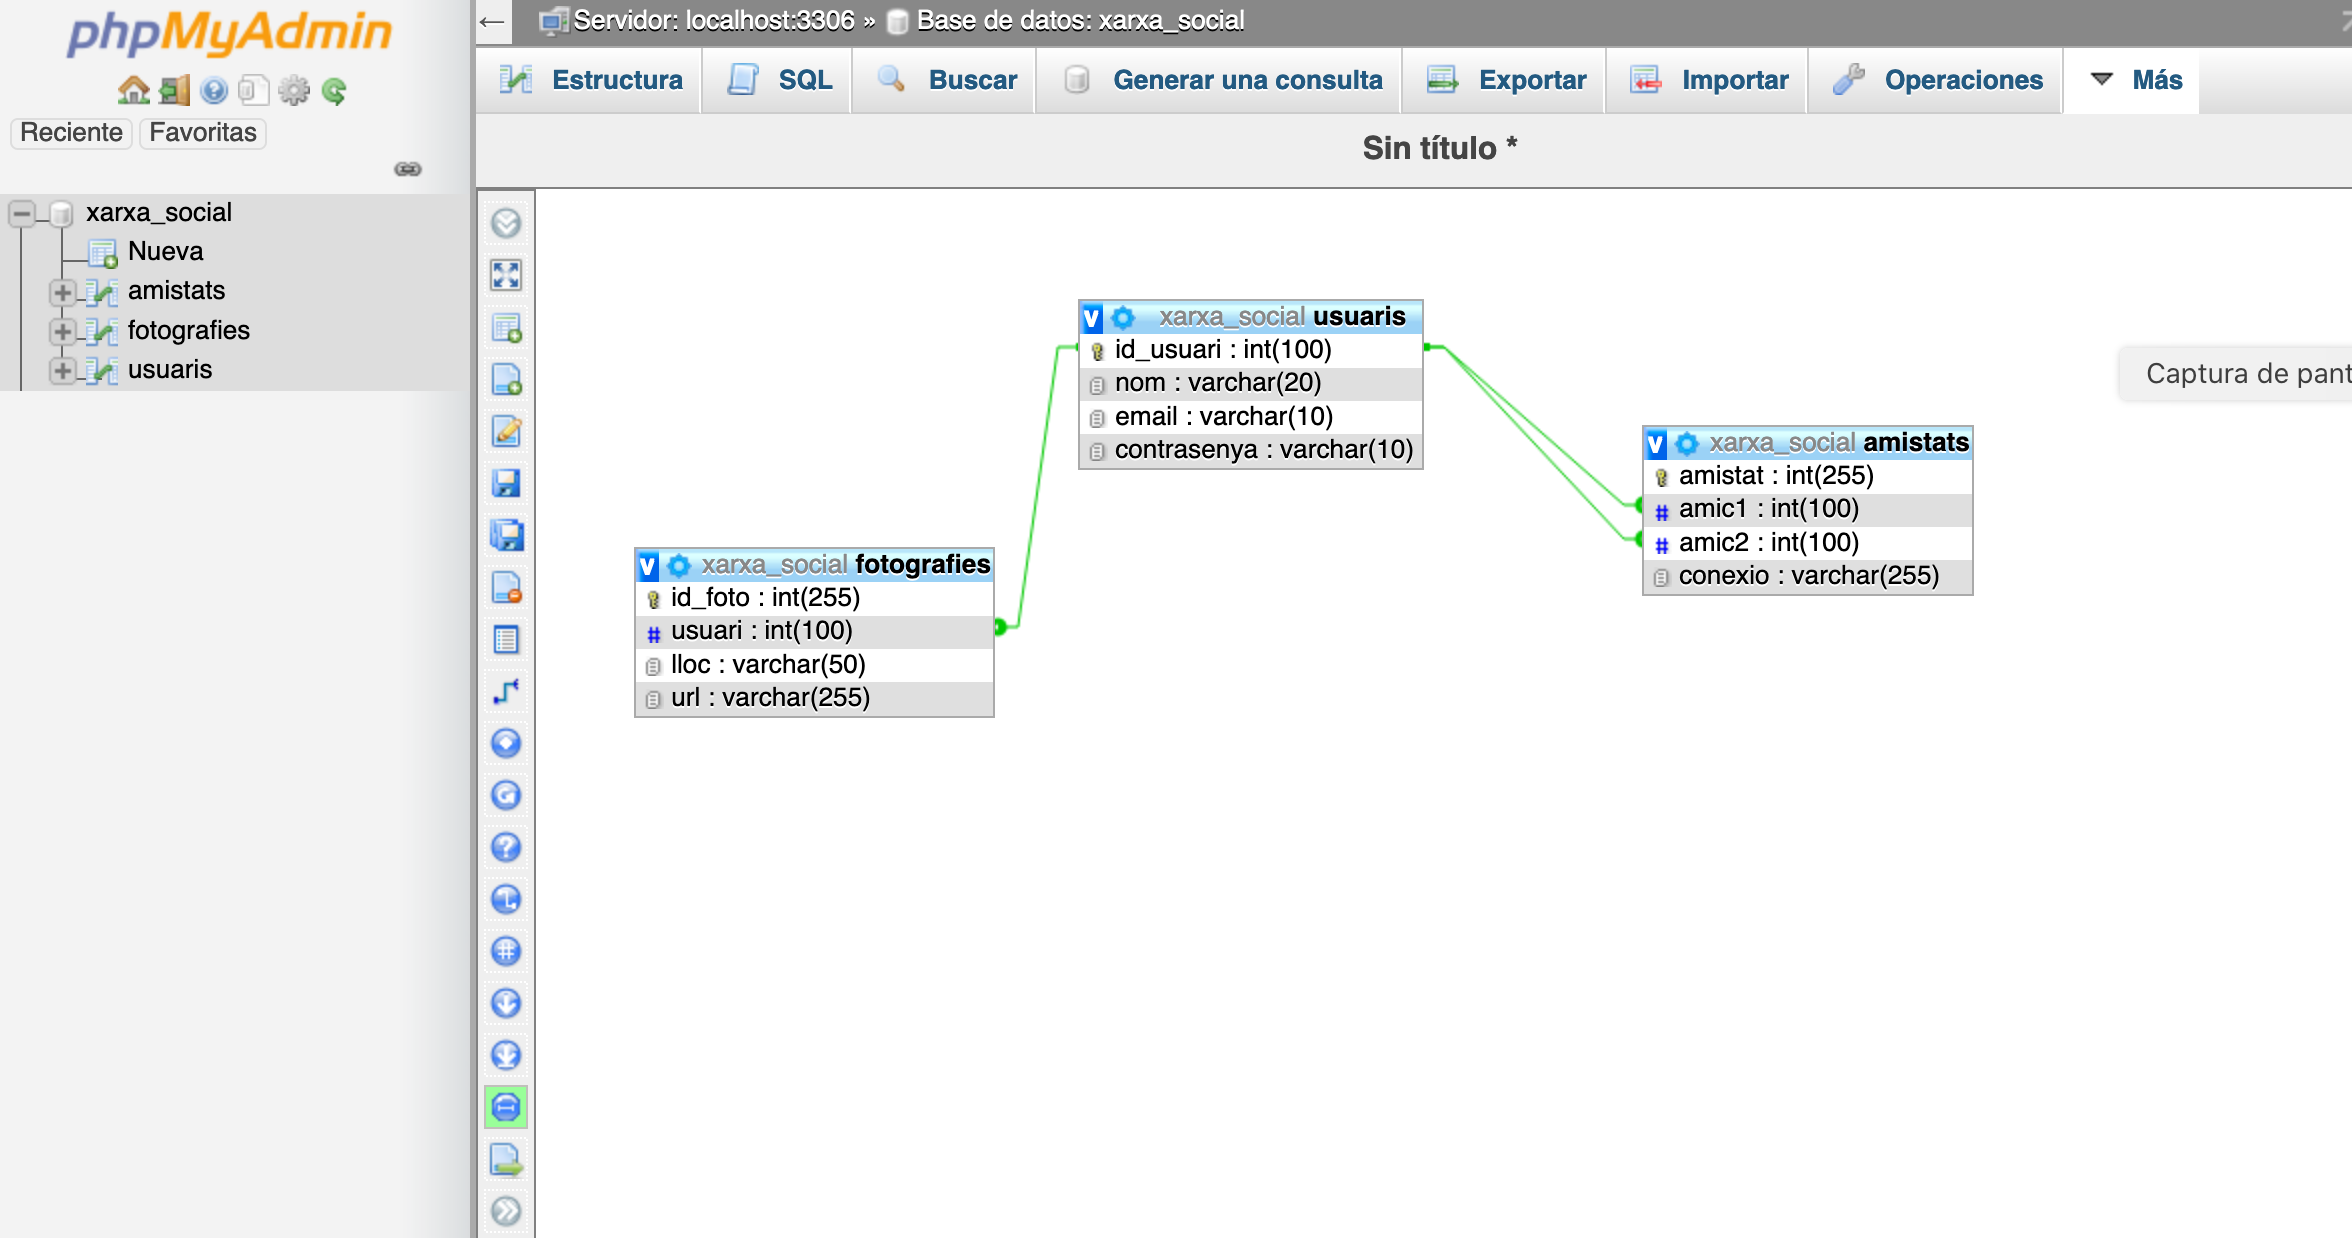 phpMyAdmin
Reciente Favoritas
xarxa_social
Nueva
amistats
fotografies
usuaris
← Servidor: localhost:3306 » Base de datos: xarxa_social
Estructura SQL Buscar Generar una consulta Exportar Importar Operaciones Más
Sin título *
v xarxa_social usuaris
id_usuari : int(100)
nom : varchar(20)
email : varchar(10)
contrasenya : varchar(10)
v xarxa_social fotografies
id_foto : int(255)
# usuari : int(100)
lloc : varchar(50)
url : varchar(255)
v xarxa_social amistats
amistat : int(255)
# amic1 : int(100)
# amic2 : int(100)
conexio : varchar(255)
Captura de pant